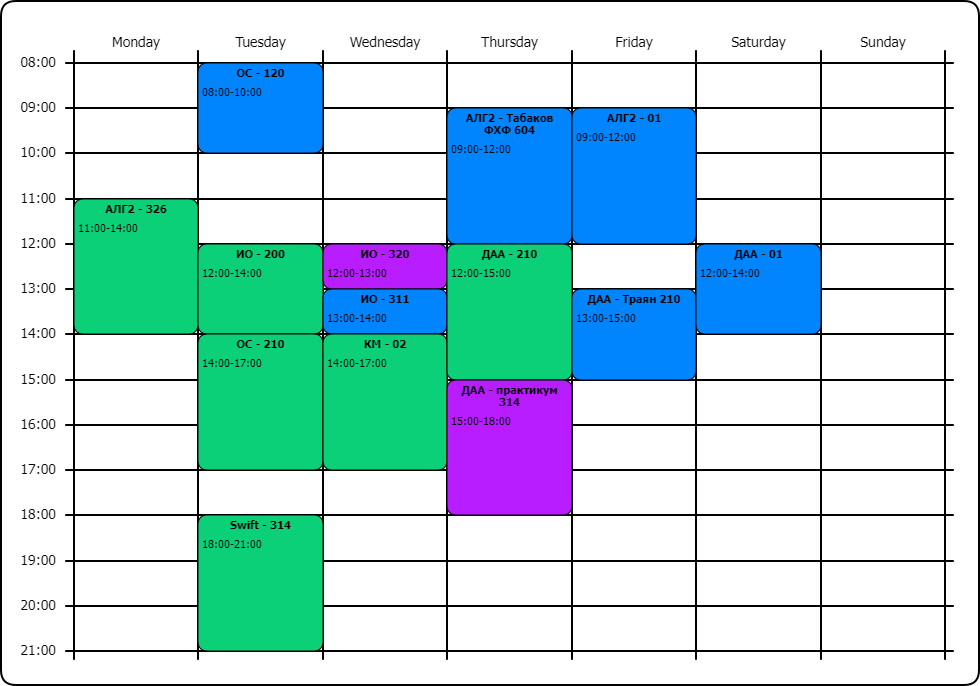 Monday Tuesday Wednesday Thursday Friday Saturday Sunday
08:00
ОС - 120
08:00-10:00
09:00
АЛГ2 - Табаков
ФХФ 604
09:00-12:00
АЛГ2 - 01
09:00-12:00
10:00
11:00
АЛГ2 - 326
11:00-14:00
12:00
ИО - 200
12:00-14:00
ИО - 320
12:00-13:00
ДАА - 210
12:00-15:00
ДАА - 01
12:00-14:00
13:00
ИО - 311
13:00-14:00
ДАА - Траян 210
13:00-15:00
14:00
ОС - 210
14:00-17:00
КМ - 02
14:00-17:00
15:00
ДАА - практикум
314
15:00-18:00
16:00
17:00
18:00
Swift - 314
18:00-21:00
19:00
20:00
21:00